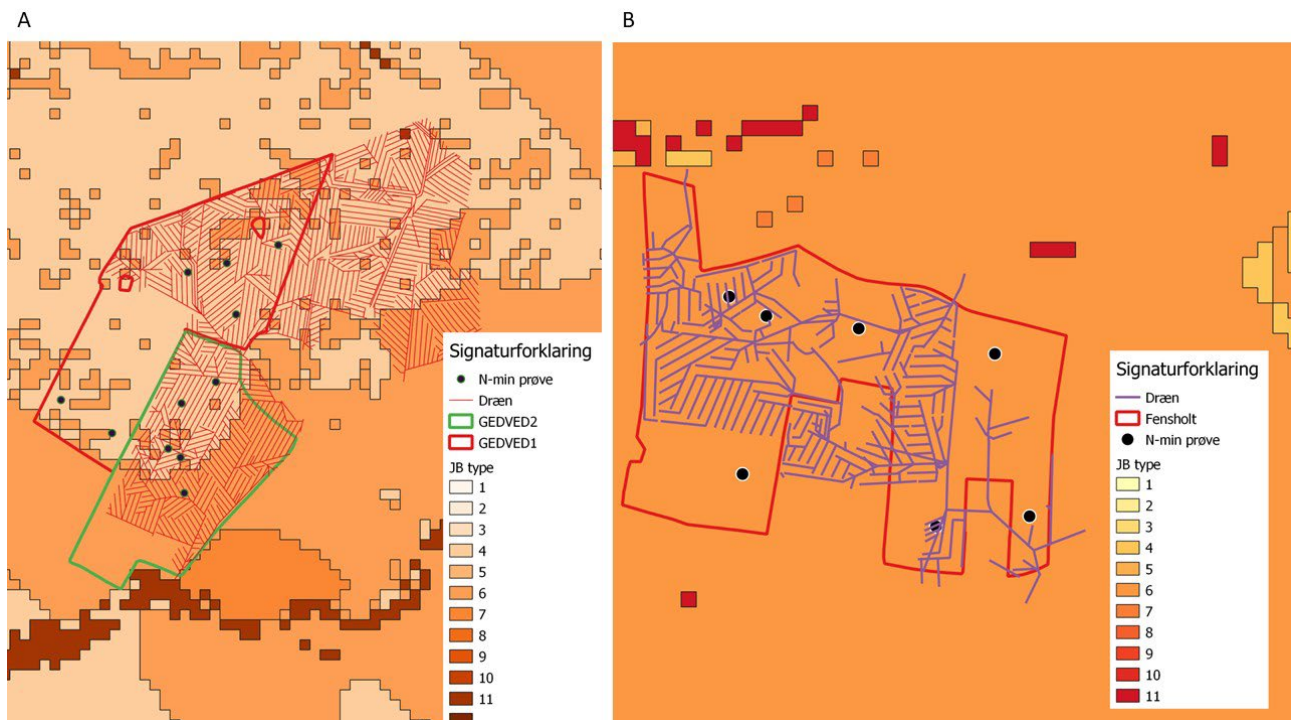 A
B
Signaturforklaring
N-min prøve
Dræn
GEDVED2
GEDVED1
JB type
1
2
3
4
5
6
7
8
9
10
11
Signaturforklaring
Dræn
Fensholt
N-min prøve
JB type
1
2
3
4
5
6
7
8
9
10
11